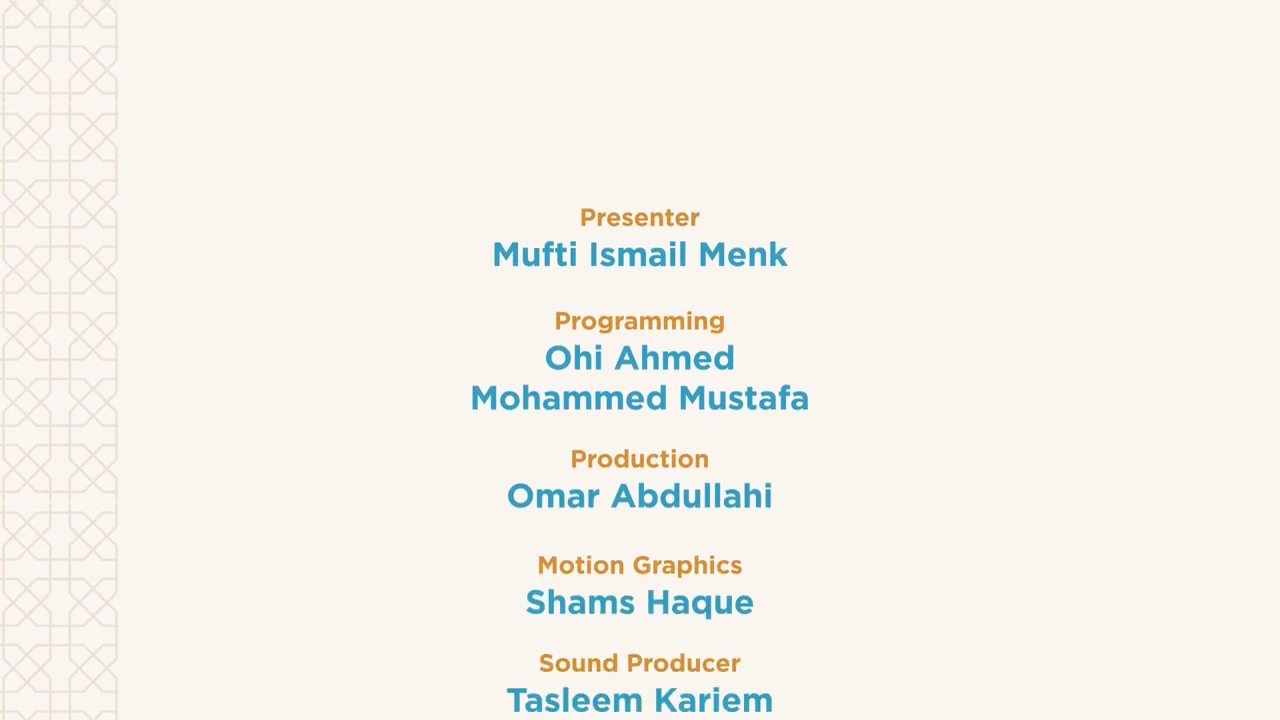 Presenter
Mufti Ismail Menk
Programming
Ohi Ahmed
Mohammed Mustafa
Production
Omar Abdullahi
Motion Graphics
Shams Haque
Sound Producer
Tasleem Kariem